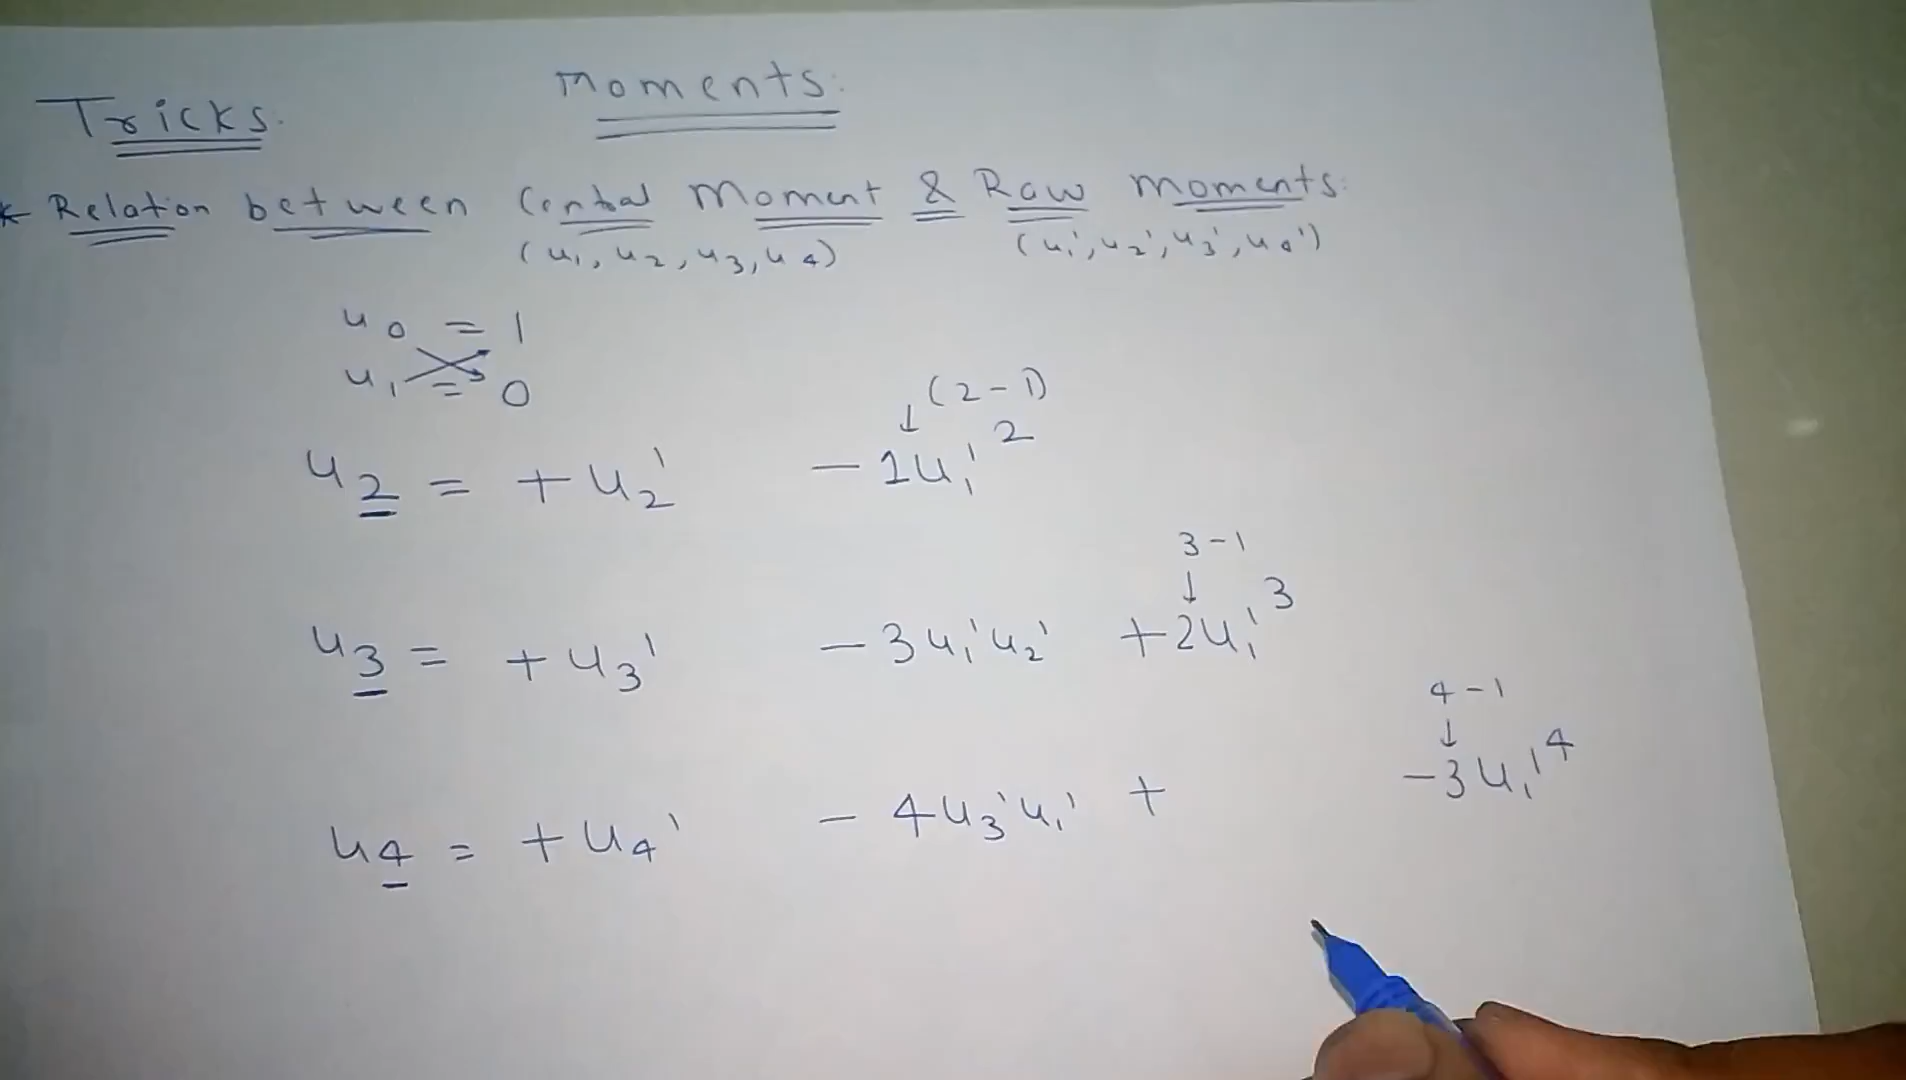 Tricks.
Moments.
* Relation between Central Moment & Raw Moments:
(u₁, u₂, u₃, u₄) (u₁', u₂', u₃', u₄')
u₀ = 1
u₁ = 0
(2-1)
↓
u₂ = + u₂' - 1u₁'²
3-1
↓
u₃ = + u₃' - 3u₁'u₂' + 2u₁'³
4-1
↓
u₄ = + u₄' - 4u₃'u₁' + - 3u₁'⁴